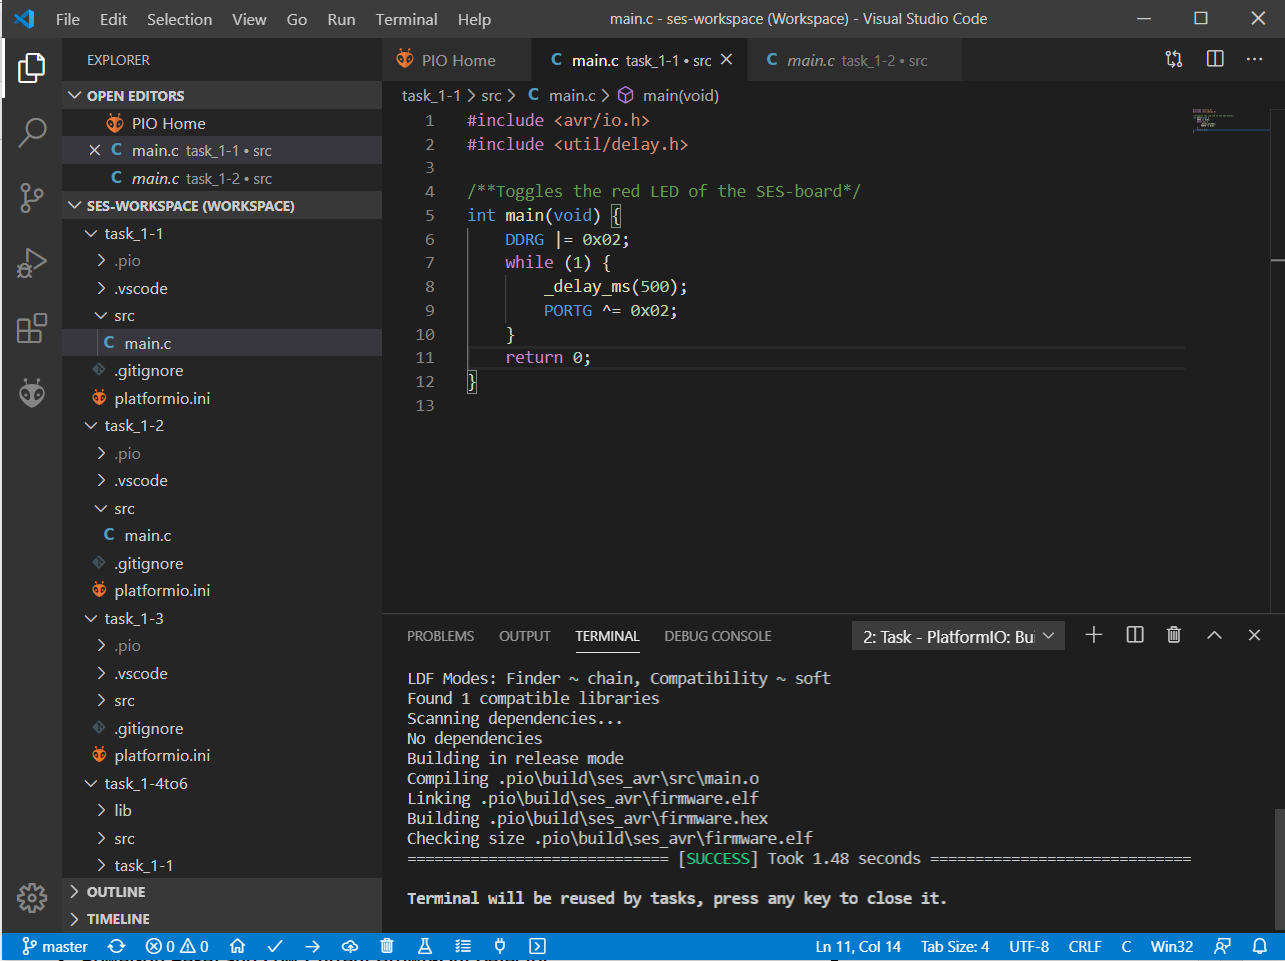 File Edit Selection View Go Run Terminal Help main.c - ses-workspace (Workspace) - Visual Studio Code
EXPLORER
OPEN EDITORS
PIO Home
main.c task_1-1 • src
main.c task_1-2 • src
SES-WORKSPACE (WORKSPACE)
task_1-1
.pio
.vscode
src
C main.c
.gitignore
platformio.ini
task_1-2
.pio
.vscode
src
C main.c
.gitignore
platformio.ini
task_1-3
.pio
.vscode
src
.gitignore
platformio.ini
task_1-4to6
lib
src
task_1-1
OUTLINE
TIMELINE
PIO Home C main.c task_1-1 • src C main.c task_1-2 • src
task_1-1 > src > C main.c > main(void)
1 #include <avr/io.h>
2 #include <util/delay.h>
3
4 /**Toggles the red LED of the SES-board*/
5 int main(void) {
6 DDRG |= 0x02;
7 while (1) {
8 _delay_ms(500);
9 PORTG ^= 0x02;
10 }
11 return 0;
12 }
13
PROBLEMS OUTPUT TERMINAL DEBUG CONSOLE 2: Task - PlatformIO: Bui
LDF Modes: Finder ~ chain, Compatibility ~ soft
Found 1 compatible libraries
Scanning dependencies...
No dependencies
Building in release mode
Compiling .pio\build\ses_avr\src\main.o
Linking .pio\build\ses_avr\firmware.elf
Building .pio\build\ses_avr\firmware.hex
Checking size .pio\build\ses_avr\firmware.elf
============================= [SUCCESS] Took 1.48 seconds =============================
Terminal will be reused by tasks, press any key to close it.
master 0 0 Ln 11, Col 14 Tab Size: 4 UTF-8 CRLF C Win32